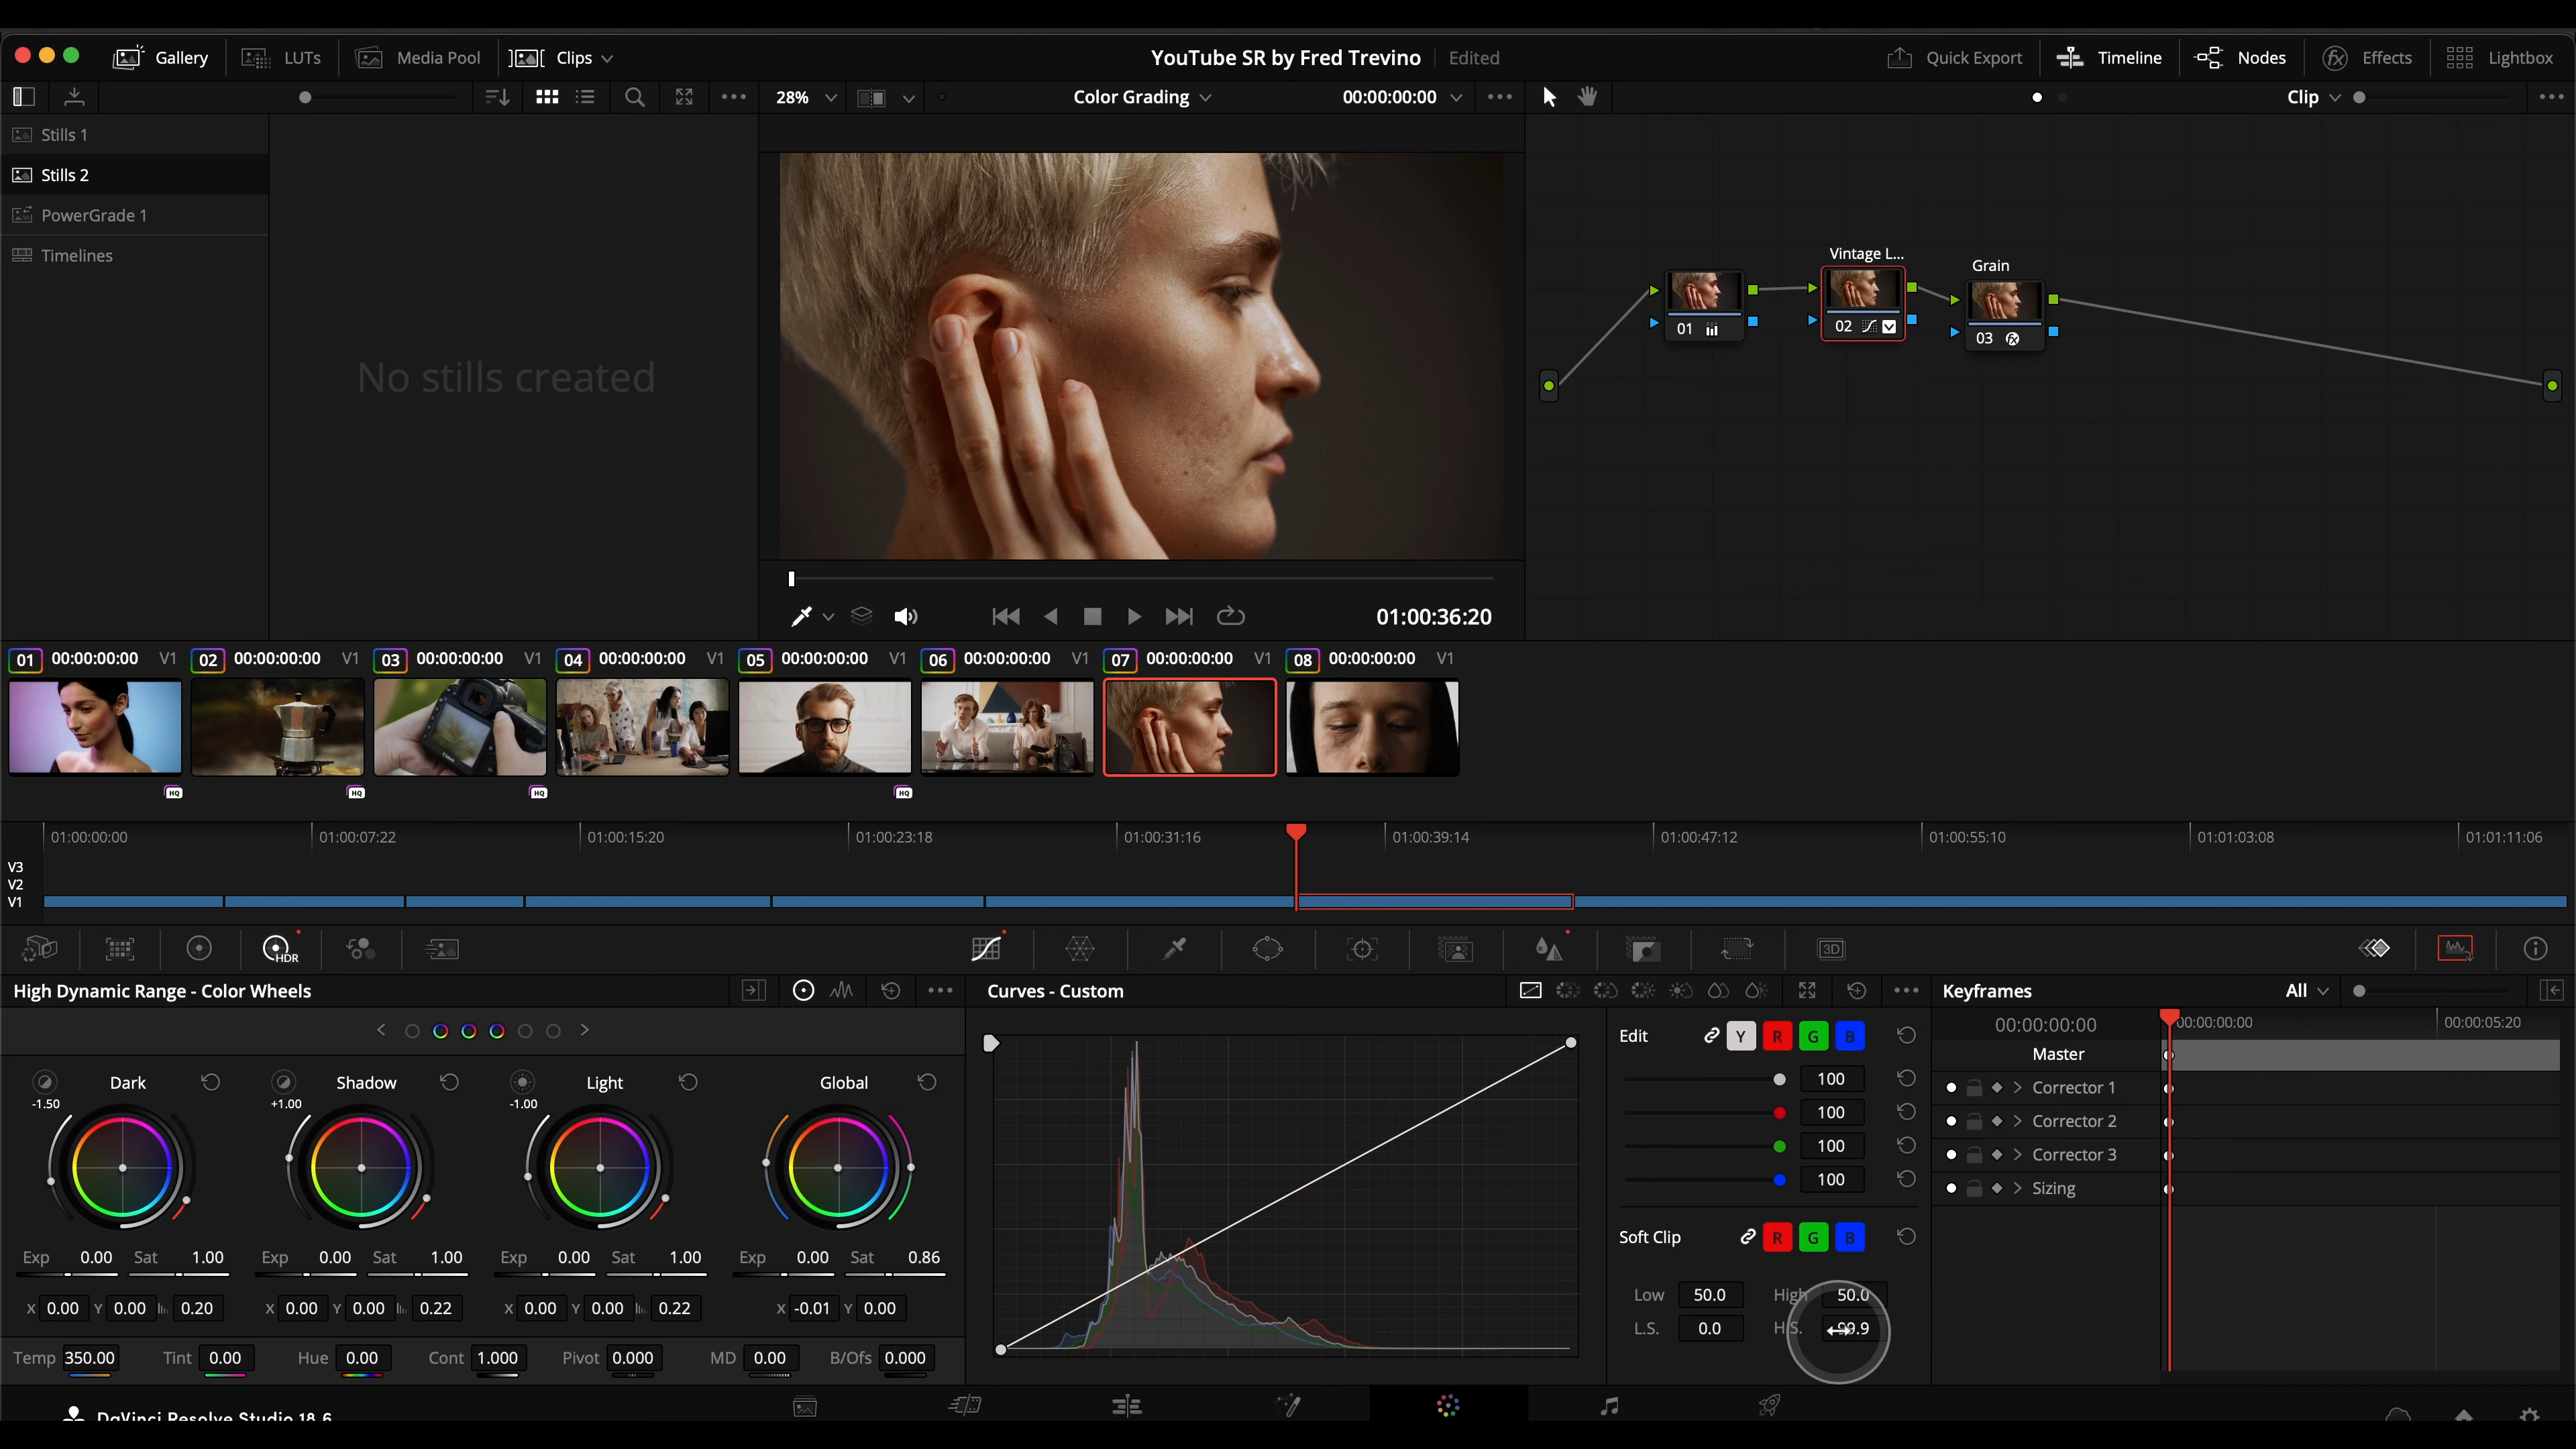 Gallery LUTs Media Pool Clips YouTube SR by Fred Trevino Edited Quick Export Timeline Nodes Effects Lightbox
28% Color Grading 00:00:00:00 Clip
Stills 1
Stills 2
PowerGrade 1
Timelines
No stills created
Vintage L...
Grain
01
02
03
01:00:36:20
01 00:00:00:00 V1 02 00:00:00:00 V1 03 00:00:00:00 V1 04 00:00:00:00 V1 05 00:00:00:00 V1 06 00:00:00:00 V1 07 00:00:00:00 V1 08 00:00:00:00 V1
HQ HQ HQ HQ
01:00:00:00 01:00:07:22 01:00:15:20 01:00:23:18 01:00:31:16 01:00:39:14 01:00:47:12 01:00:55:10 01:01:03:08 01:01:11:06
V3
V2
V1
HDR 3D
High Dynamic Range - Color Wheels
Dark Shadow Light Global
-1.50 +1.00 -1.00
Exp 0.00 Sat 1.00 Exp 0.00 Sat 1.00 Exp 0.00 Sat 1.00 Exp 0.00 Sat 0.86
X 0.00 Y 0.00 0.20 X 0.00 Y 0.00 0.22 X 0.00 Y 0.00 0.22 X -0.01 Y 0.00
Temp 350.00 Tint 0.00 Hue 0.00 Cont 1.000 Pivot 0.000 MD 0.00 B/Ofs 0.000
Curves - Custom
Edit Y R G B
100
100
100
100
Soft Clip R G B
Low 50.0 High 50.0
L.S. 0.0 H.S. 99.9
Keyframes All
00:00:00:00 00:00:00:00 00:00:05:20
Master
Corrector 1
Corrector 2
Corrector 3
Sizing
DaVinci Resolve Studio 18.6